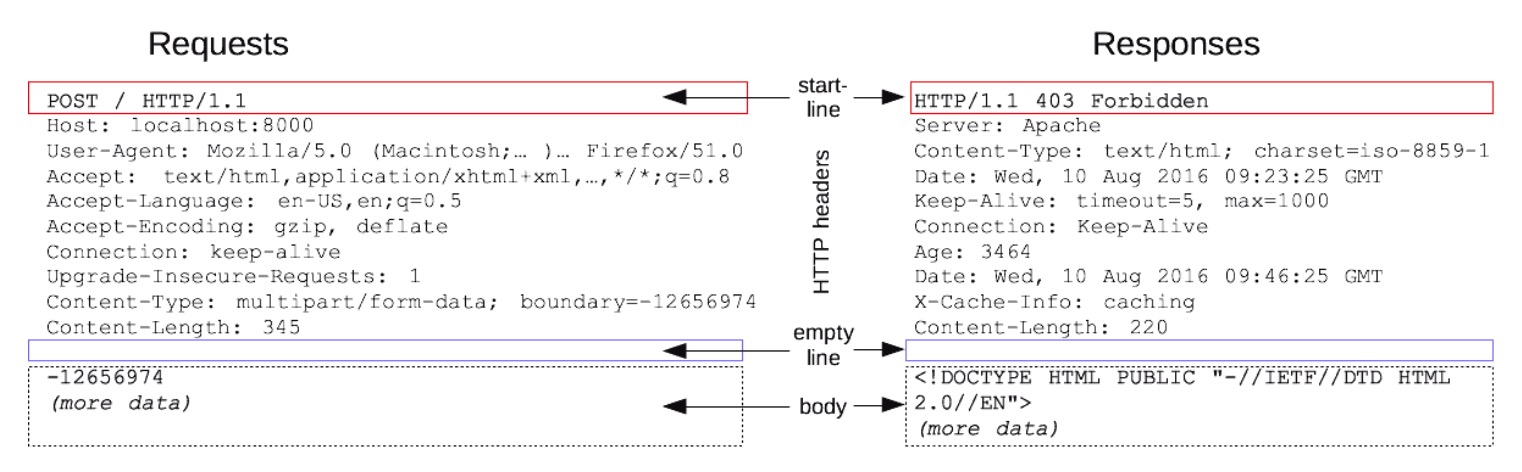 Requests
POST / HTTP/1.1
Host: localhost:8000
User-Agent: Mozilla/5.0 (Macintosh;… )… Firefox/51.0
Accept: text/html,application/xhtml+xml,…,*/*;q=0.8
Accept-Language: en-US,en;q=0.5
Accept-Encoding: gzip, deflate
Connection: keep-alive
Upgrade-Insecure-Requests: 1
Content-Type: multipart/form-data; boundary=-12656974
Content-Length: 345
-12656974
(more data)
start-
line
HTTP headers
empty
line
body
Responses
HTTP/1.1 403 Forbidden
Server: Apache
Content-Type: text/html; charset=iso-8859-1
Date: Wed, 10 Aug 2016 09:23:25 GMT
Keep-Alive: timeout=5, max=1000
Connection: Keep-Alive
Age: 3464
Date: Wed, 10 Aug 2016 09:46:25 GMT
X-Cache-Info: caching
Content-Length: 220
<!DOCTYPE HTML PUBLIC "-//IETF//DTD HTML
2.0//EN">
(more data)